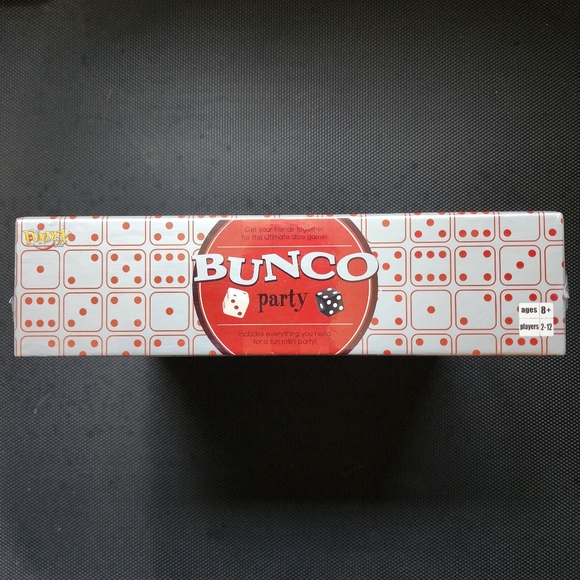 Get your friends together
for the ultimate dice game!
BUNCO
party
Includes everything you need
for a fun rollin' party!
ages 8+
players 2-12